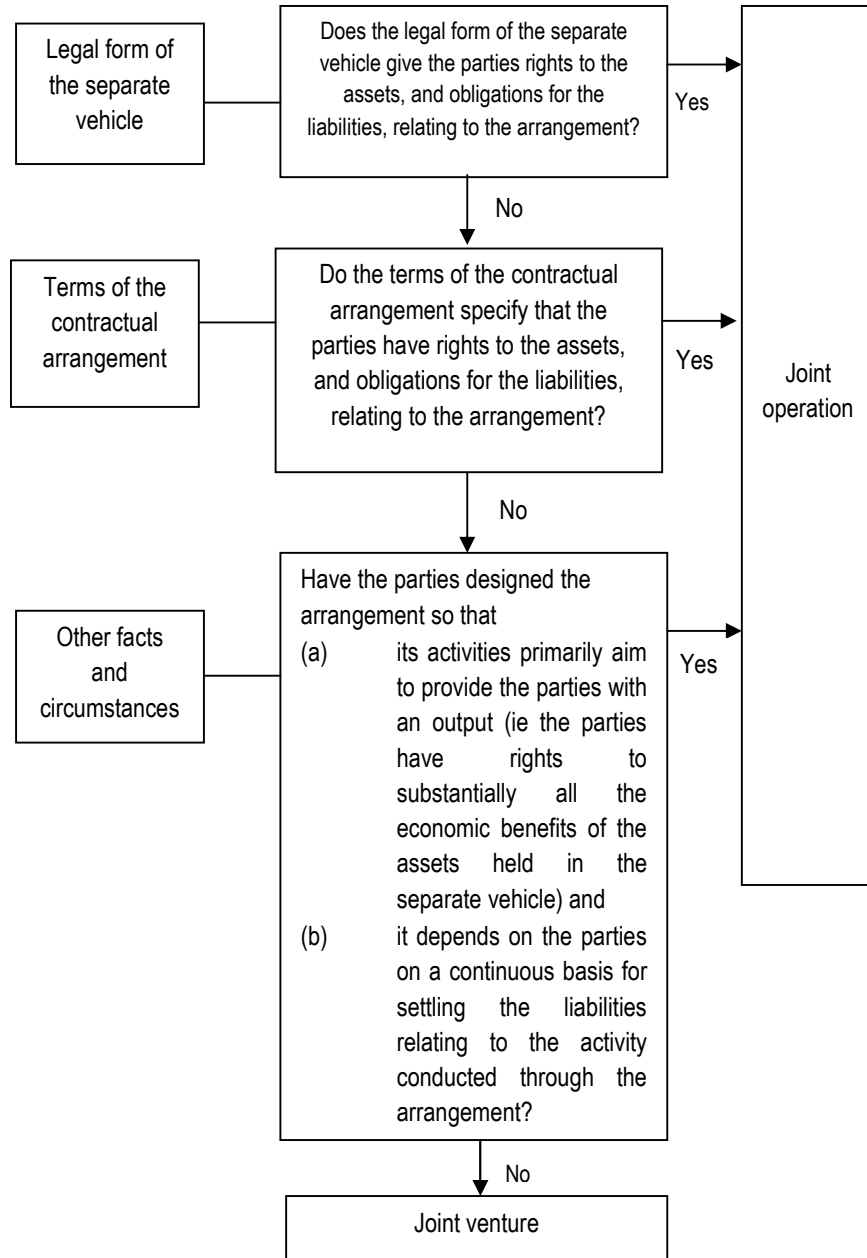 Legal form of
the separate
vehicle
Does the legal form of the separate
vehicle give the parties rights to the
assets, and obligations for the
liabilities, relating to the arrangement?
Yes
No
Terms of the
contractual
arrangement
Do the terms of the contractual
arrangement specify that the
parties have rights to the assets,
and obligations for the liabilities,
relating to the arrangement?
Yes
Joint
operation
No
Other facts
and
circumstances
Have the parties designed the
arrangement so that
(a) its activities primarily aim
to provide the parties with
an output (ie the parties
have rights to
substantially all the
economic benefits of the
assets held in the
separate vehicle) and
(b) it depends on the parties
on a continuous basis for
settling the liabilities
relating to the activity
conducted through the
arrangement?
Yes
No
Joint venture